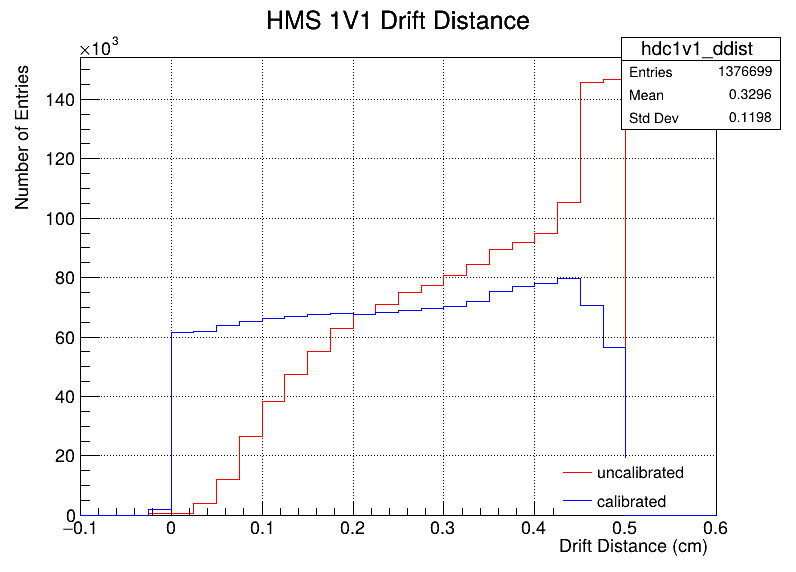 HMS 1V1 Drift Distance
×10³
hdc1v1_ddist
Entries 1376699
Mean 0.3296
Std Dev 0.1198
Number of Entries
140
120
100
80
60
40
20
0
uncalibrated
calibrated
−0.1 0 0.1 0.2 0.3 0.4 0.5 0.6
Drift Distance (cm)